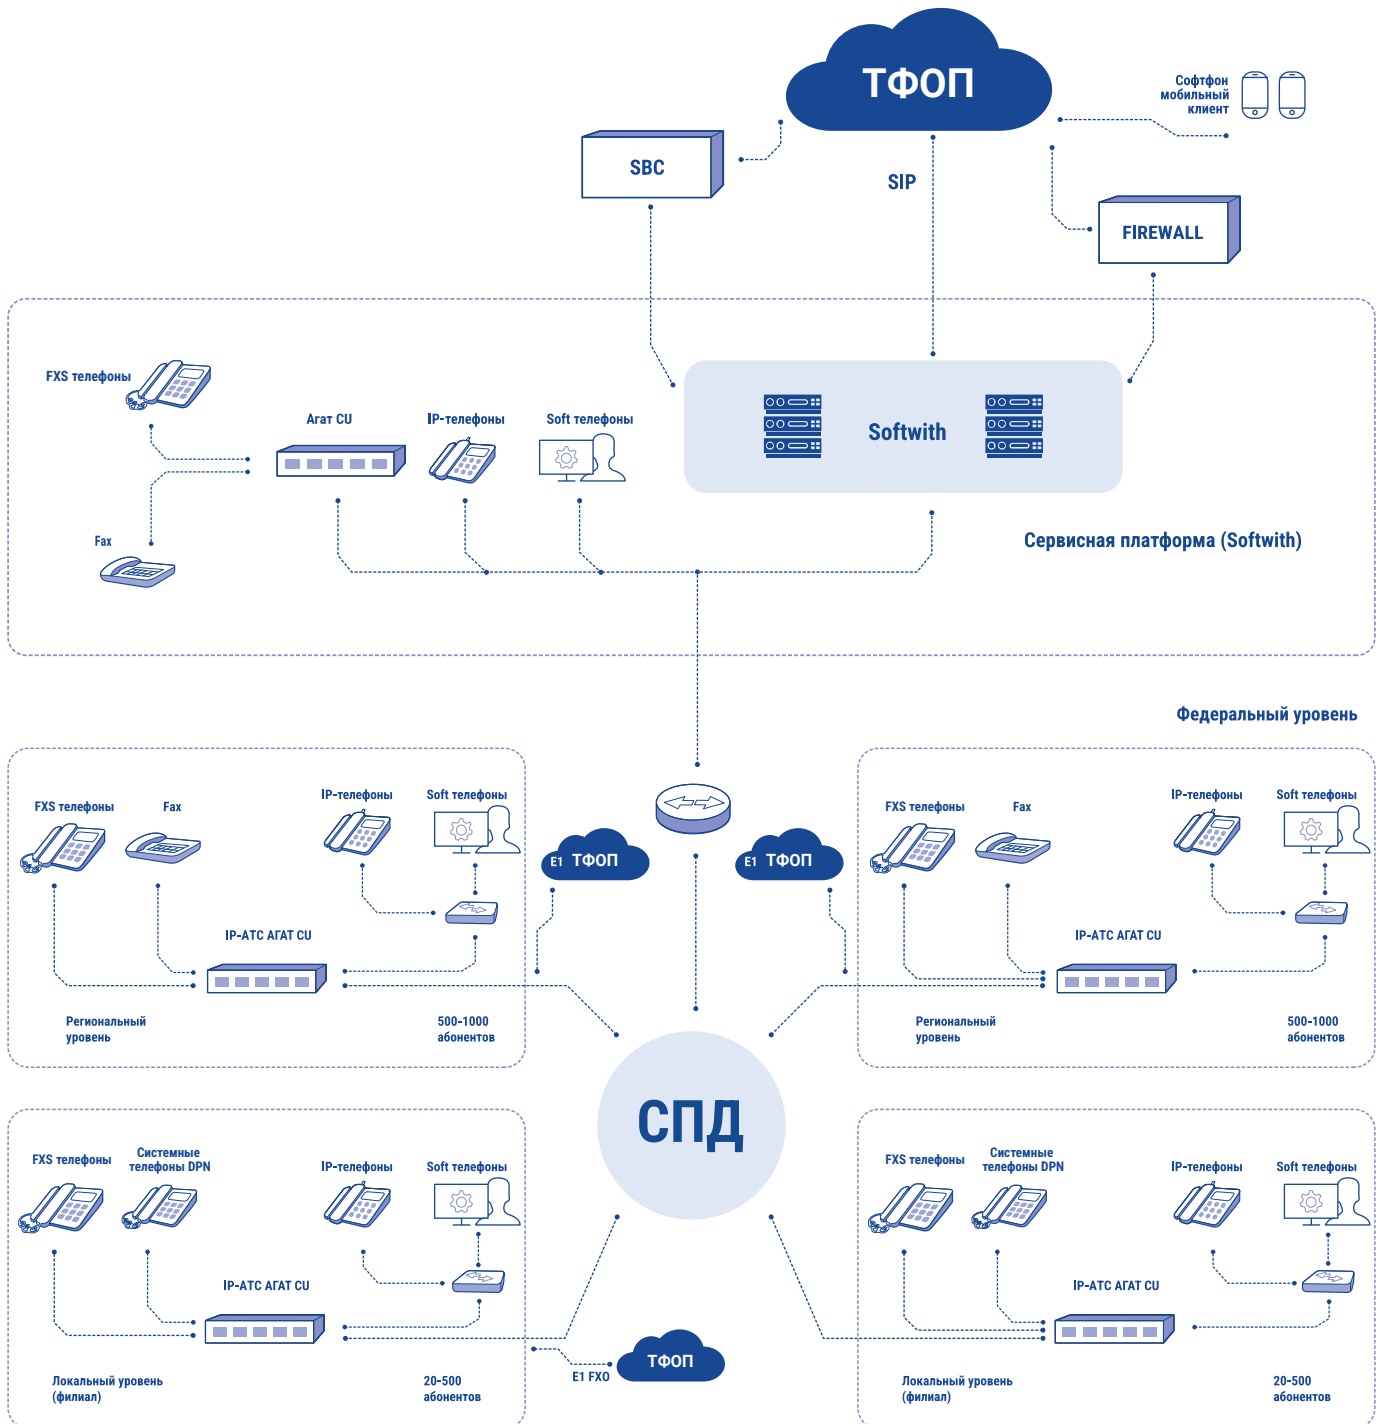 ТФОП
Софтфон
мобильный
клиент
SBC
SIP
FIREWALL
FXS телефоны
Агат CU
IP-телефоны
Soft телефоны
Softwith
Fax
Сервисная платформа (Softwith)
Федеральный уровень
FXS телефоны
Fax
IP-телефоны
Soft телефоны
E1 ТФОП
E1 ТФОП
FXS телефоны
Fax
IP-телефоны
Soft телефоны
IP-АТС АГАТ CU
IP-АТС АГАТ CU
Региональный
уровень
500-1000
абонентов
Региональный
уровень
500-1000
абонентов
СПД
FXS телефоны
Системные
телефоны DPN
IP-телефоны
Soft телефоны
FXS телефоны
Системные
телефоны DPN
IP-телефоны
Soft телефоны
IP-АТС АГАТ CU
IP-АТС АГАТ CU
ТФОП
E1 FXO
Локальный уровень
(филиал)
20-500
абонентов
Локальный уровень
(филиал)
20-500
абонентов